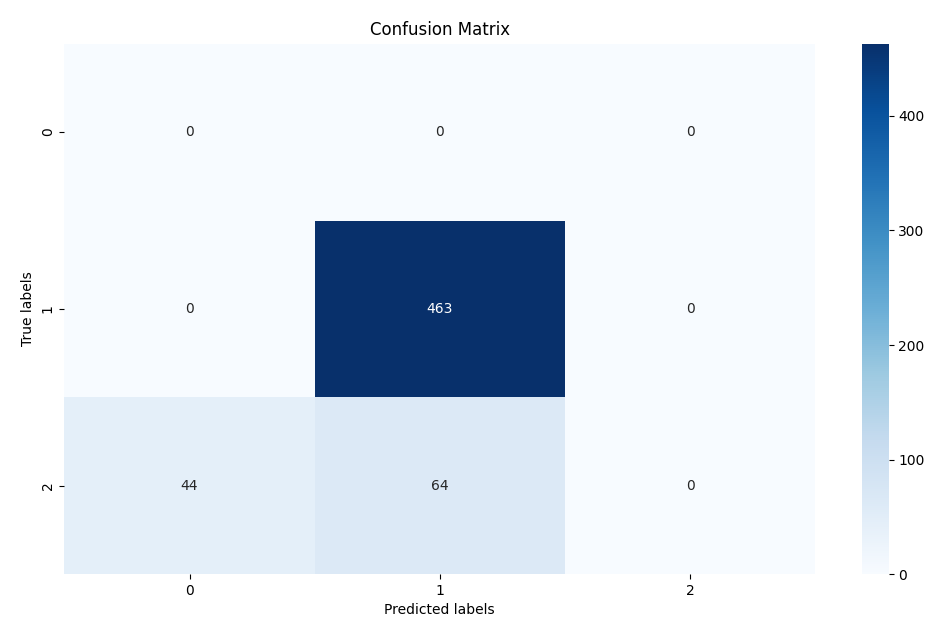 Confusion Matrix
0 0 0 0
1 0 463 0
2 44 64 0
0 1 2
Predicted labels
True labels
400
300
200
100
0